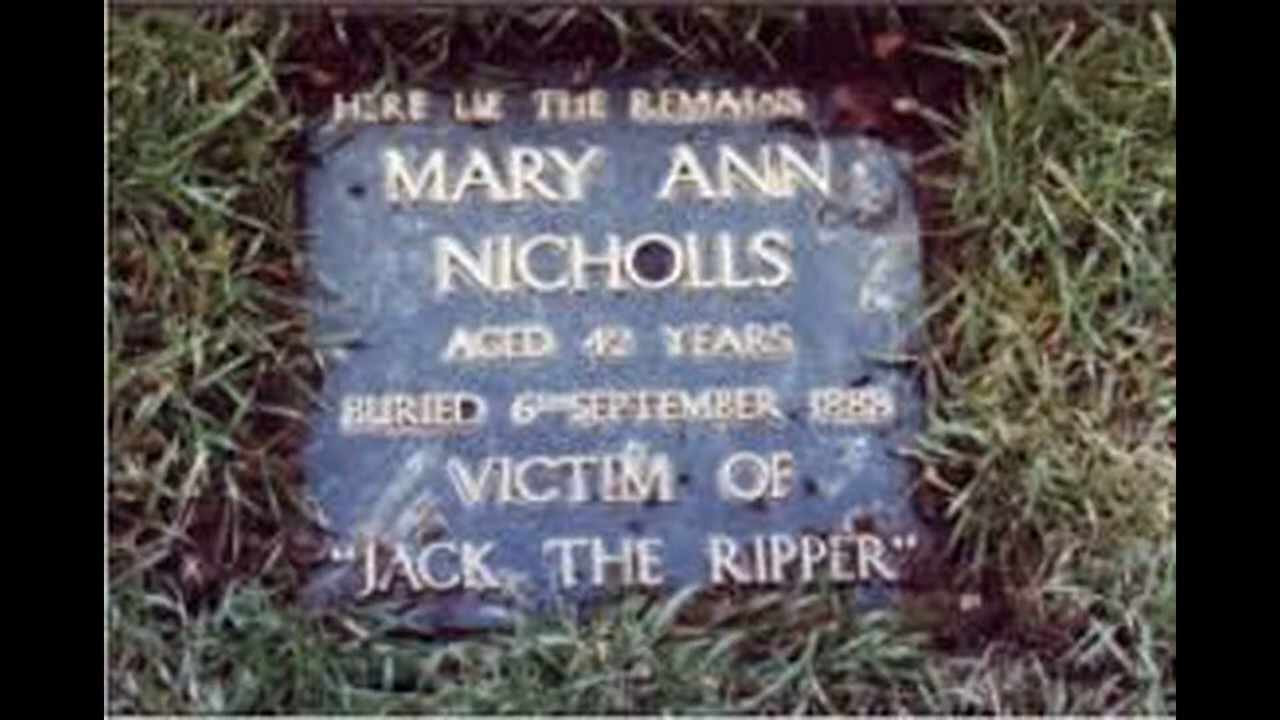 HERE LIE THE REMAINS
MARY ANN
NICHOLLS
AGED 42 YEARS
BURIED 6TH SEPTEMBER 1888
VICTIM OF
"JACK THE RIPPER"